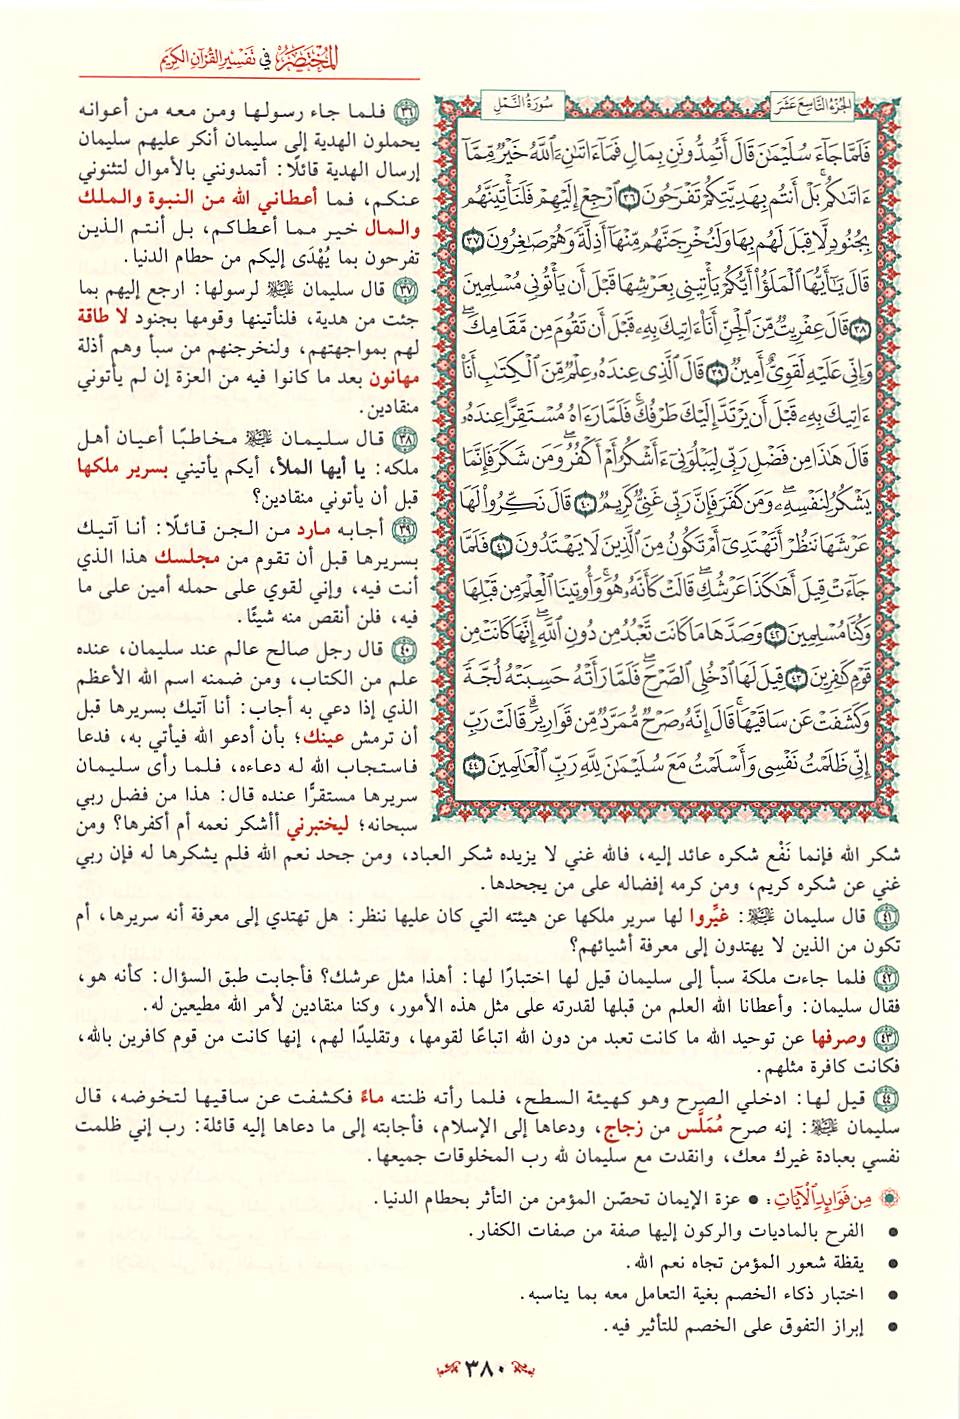 المختصر في تفسير القرآن الكريم
الجزء التاسع عشر
سورة النمل
فَلَمَّا جَآءَ سُلَيْمَٰنَ قَالَ أَتُمِدُّونَنِ بِمَالٍ فَمَآ ءَاتَىٰنِۦَ ٱللَّهُ خَيْرٌ مِّمَّآ
ءَاتَىٰكُمۚ بَلْ أَنتُم بِهَدِيَّتِكُمْ تَفْرَحُونَ ٣٦ ٱرْجِعْ إِلَيْهِمْ فَلَنَأْتِيَنَّهُم
بِجُنُودٍ لَّا قِبَلَ لَهُم بِهَا وَلَنُخْرِجَنَّهُم مِّنْهَآ أَذِلَّةً وَهُمْ صَٰغِرُونَ ٣٧
قَالَ يَٰٓأَيُّهَا ٱلْمَلَؤُا۟ أَيُّكُمْ يَأْتِينِى بِعَرْشِهَا قَبْلَ أَن يَأْتُونِى مُسْلِمِينَ
٣٨ قَالَ عِفْرِيتٌ مِّنَ ٱلْجِنِّ أَنَا۠ ءَاتِيكَ بِهِۦ قَبْلَ أَن تَقُومَ مِن مَّقَامِكَۖ
وَإِنِّى عَلَيْهِ لَقَوِىٌّ أَمِينٌ ٣٩ قَالَ ٱلَّذِى عِندَهُۥ عِلْمٌ مِّنَ ٱلْكِتَٰبِ أَنَا۠
ءَاتِيكَ بِهِۦ قَبْلَ أَن يَرْتَدَّ إِلَيْكَ طَرْفُكَۚ فَلَمَّا رَءَاهُ مُسْتَقِرًّا عِندَهُۥ
قَالَ هَٰذَا مِن فَضْلِ رَبِّى لِيَبْلُوَنِىٓ ءَأَشْكُرُ أَمْ أَكْفُرُۖ وَمَن شَكَرَ فَإِنَّمَا
يَشْكُرُ لِنَفْسِهِۦۖ وَمَن كَفَرَ فَإِنَّ رَبِّى غَنِىٌّ كَرِيمٌ ٤٠ قَالَ نَكِّرُوا۟ لَهَا
عَرْشَهَا نَنظُرْ أَتَهْتَدِىٓ أَمْ تَكُونُ مِنَ ٱلَّذِينَ لَا يَهْتَدُونَ ٤١ فَلَمَّا
جَآءَتْ قِيلَ أَهَٰكَذَا عَرْشُكِۖ قَالَتْ كَأَنَّهُۥ هُوَۚ وَأُوتِينَا ٱلْعِلْمَ مِن قَبْلِهَا
وَكُنَّا مُسْلِمِينَ ٤٢ وَصَدَّهَا مَا كَانَت تَّعْبُدُ مِن دُونِ ٱللَّهِۖ إِنَّهَا كَانَتْ مِن
قَوْمٍ كَٰفِرِينَ ٤٣ قِيلَ لَهَا ٱدْخُلِى ٱلصَّرْحَۖ فَلَمَّا رَأَتْهُ حَسِبَتْهُ لُجَّةً
وَكَشَفَتْ عَن سَاقَيْهَاۚ قَالَ إِنَّهُۥ صَرْحٌ مُّمَرَّدٌ مِّن قَوَارِيرَۗ قَالَتْ رَبِّ
إِنِّى ظَلَمْتُ نَفْسِى وَأَسْلَمْتُ مَعَ سُلَيْمَٰنَ لِلَّهِ رَبِّ ٱلْعَٰلَمِينَ ٤٤
٣٦ فلما جاء رسولها ومن معه من أعوانه
يحملون الهدية إلى سليمان أنكر عليهم سليمان
إرسال الهدية قائلًا: أتمدونني بالأموال لتثنوني
عنكم، فما أعطاني الله من النبوة والملك
والمال خير مما أعطاكم، بل أنتم الذين
تفرحون بما يُهْدَى إليكم من حطام الدنيا.
٣٧ قال سليمان ﵇ لرسولها: ارجع إليهم بما
جئت من هدية، فلنأتينها وقومها بجنود لا طاقة
لهم بمواجهتهم، ولنخرجنهم من سبأ وهم أذلة
مهانون بعد ما كانوا فيه من العزة إن لم يأتوني
منقادين.
٣٨ قال سليمان ﵇ مخاطبًا أعيان أهل
ملكه: يا أيها الملأ، أيكم يأتيني بسرير ملكها
قبل أن يأتوني منقادين؟
٣٩ أجابه مارد من الجن قائلًا: أنا آتيك
بسريرها قبل أن تقوم من مجلسك هذا الذي
أنت فيه، وإني لقوي على حمله أمين على ما
فيه، فلن أنقص منه شيئًا.
٤٠ قال رجل صالح عالم عند سليمان، عنده
علم من الكتاب، ومن ضمنه اسم الله الأعظم
الذي إذا دعي به أجاب: أنا آتيك بسريرها قبل
أن ترمش عينك؛ بأن أدعو الله فيأتي به، فدعا
فاستجاب الله له دعاءه، فلما رأى سليمان
سريرها مستقرًّا عنده قال: هذا من فضل ربي
سبحانه؛ ليختبرني أأشكر نعمه أم أكفرها؟ ومن
شكر الله فإنما نَفْع شكره عائد إليه، فالله غني لا يزيده شكر العباد، ومن جحد نعم الله فلم يشكرها له فإن ربي
غني عن شكره كريم، ومن كرمه إفضاله على من يجحدها.
٤١ قال سليمان ﵇: غيِّروا لها سرير ملكها عن هيئته التي كان عليها ننظر: هل تهتدي إلى معرفة أنه سريرها، أم
تكون من الذين لا يهتدون إلى معرفة أشيائهم؟
٤٢ فلما جاءت ملكة سبأ إلى سليمان قيل لها اختبارًا لها: أهذا مثل عرشك؟ فأجابت طبق السؤال: كأنه هو،
فقال سليمان: وأعطانا الله العلم من قبلها لقدرته على مثل هذه الأمور، وكنا منقادين لأمر الله مطيعين له.
٤٣ وصرفها عن توحيد الله ما كانت تعبد من دون الله اتباعًا لقومها، وتقليدًا لهم، إنها كانت من قوم كافرين بالله،
فكانت كافرة مثلهم.
٤٤ قيل لها: ادخلي الصرح وهو كهيئة السطح، فلما رأته ظنته ماءً فكشفت عن ساقيها لتخوضه، قال
سليمان ﵇: إنه صرح مُمَلَّس من زجاج، ودعاها إلى الإسلام، فأجابته إلى ما دعاها إليه قائلة: رب إني ظلمت
نفسي بعبادة غيرك معك، وانقدت مع سليمان لله رب المخلوقات جميعها.
من فوائد الآيات: • عزة الإيمان تحصّن المؤمن من التأثر بحطام الدنيا.
• الفرح بالماديات والركون إليها صفة من صفات الكفار.
• يقظة شعور المؤمن تجاه نعم الله.
• اختبار ذكاء الخصم بغية التعامل معه بما يناسبه.
• إبراز التفوق على الخصم للتأثير فيه.
٣٨٠